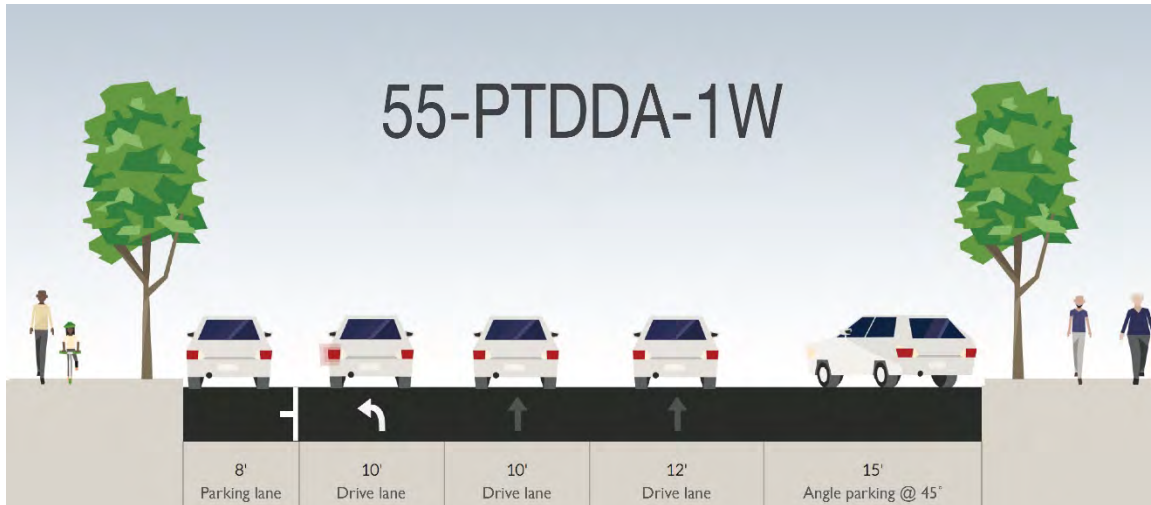 55-PTDDA-1W
8' 10' 10' 12' 15'
Parking lane Drive lane Drive lane Drive lane Angle parking @ 45°